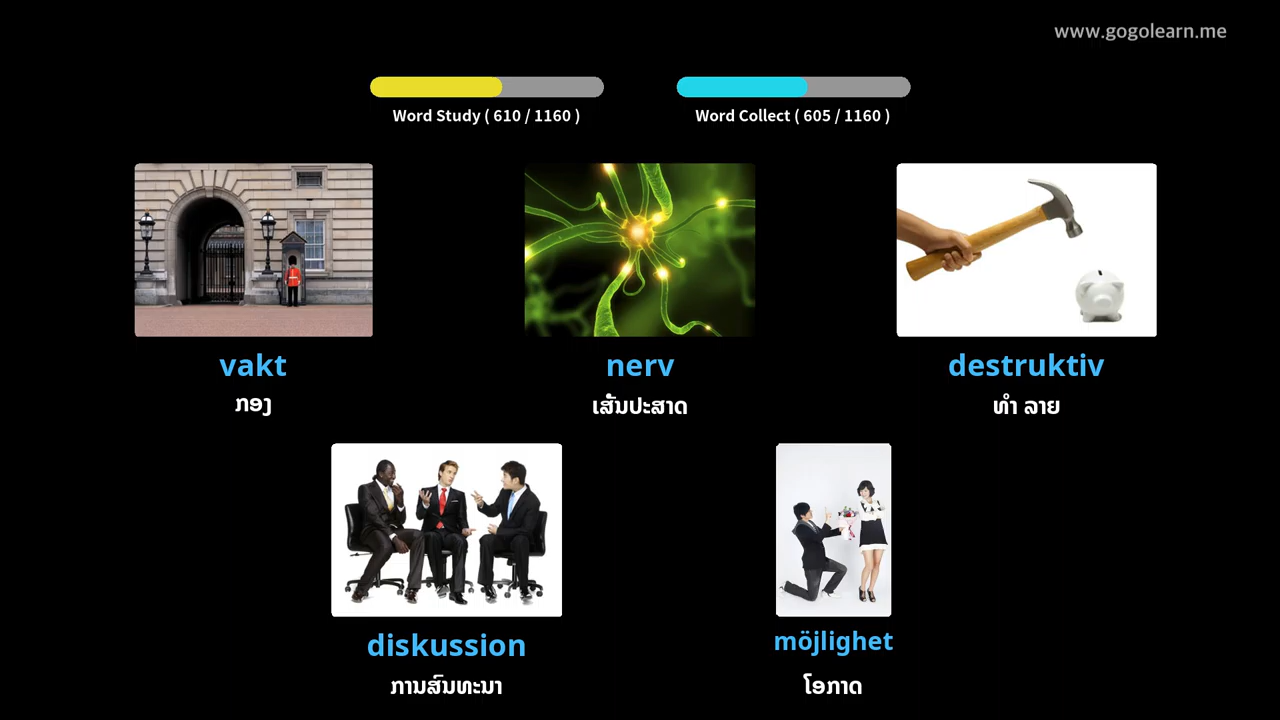 www.gogolearn.me
Word Study ( 610 / 1160 )
Word Collect ( 605 / 1160 )
vakt
ກອງ
nerv
ເສັ້ນປະສາດ
destruktiv
ທຳ ລາຍ
diskussion
ການສົນທະນາ
möjlighet
ໂອກາດ